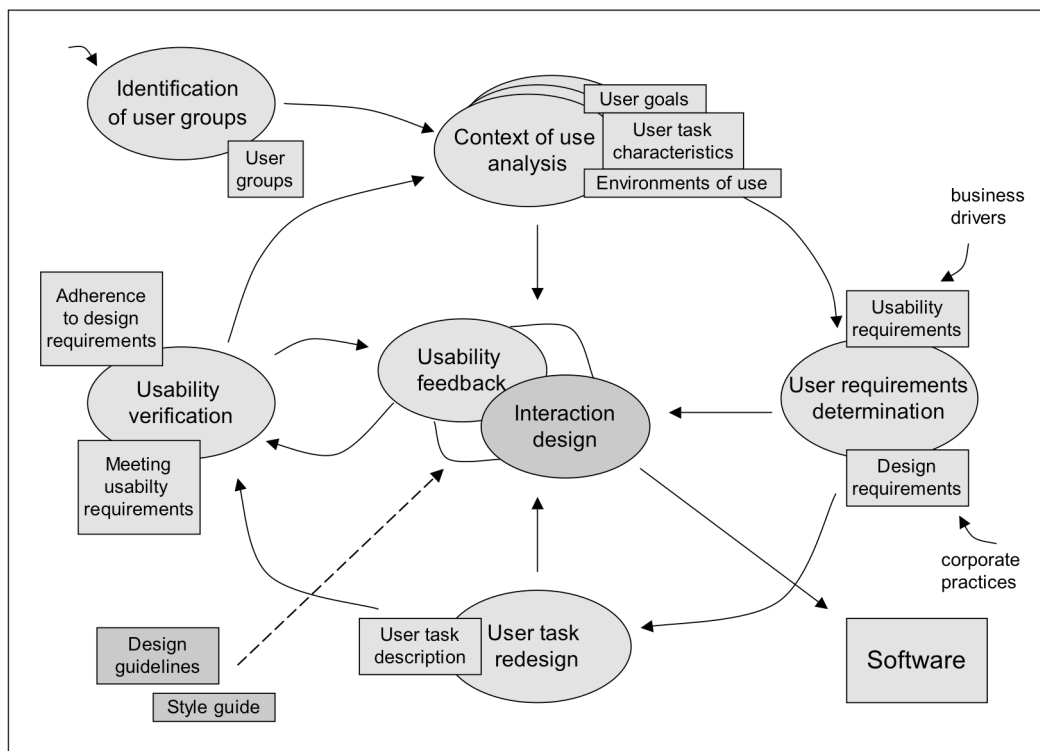 Identification
of user groups
User
groups
Context of use
analysis
User goals
User task
characteristics
Environments of use
business
drivers
Usability
requirements
User requirements
determination
Design
requirements
corporate
practices
Adherence
to design
requirements
Usability
verification
Meeting
usabilty
requirements
Usability
feedback
Interaction
design
User task
description
User task
redesign
Design
guidelines
Style guide
Software